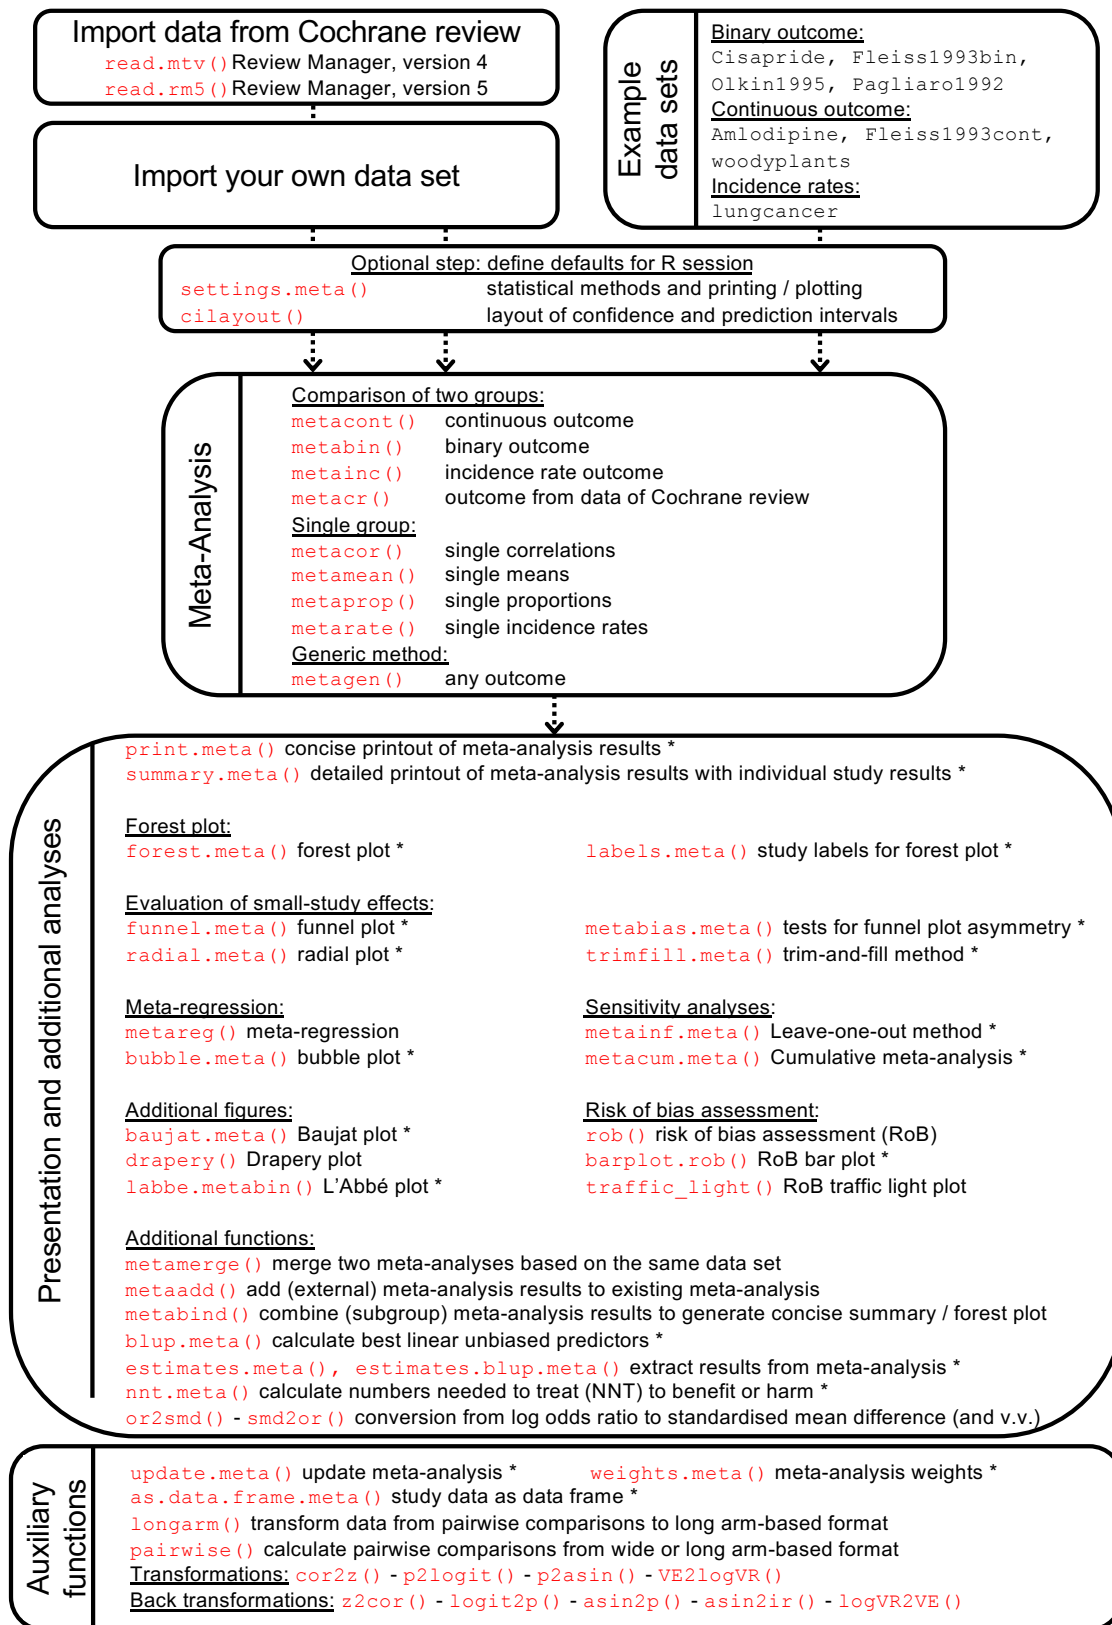 Import data from Cochrane review
read.mtv() Review Manager, version 4
read.rm5() Review Manager, version 5
Import your own data set
Example
data sets
Binary outcome:
Cisapride, Fleiss1993bin,
Olkin1995, Pagliaro1992
Continuous outcome:
Amlodipine, Fleiss1993cont,
woodyplants
Incidence rates:
lungcancer
Optional step: define defaults for R session
settings.meta() statistical methods and printing / plotting
cilayout() layout of confidence and prediction intervals
Meta-Analysis
Comparison of two groups:
metacont() continuous outcome
metabin() binary outcome
metainc() incidence rate outcome
metacr() outcome from data of Cochrane review
Single group:
metacor() single correlations
metamean() single means
metaprop() single proportions
metarate() single incidence rates
Generic method:
metagen() any outcome
Presentation and additional analyses
print.meta() concise printout of meta-analysis results *
summary.meta() detailed printout of meta-analysis results with individual study results *
Forest plot:
forest.meta() forest plot * labels.meta() study labels for forest plot *
Evaluation of small-study effects:
funnel.meta() funnel plot * metabias.meta() tests for funnel plot asymmetry *
radial.meta() radial plot * trimfill.meta() trim-and-fill method *
Meta-regression: Sensitivity analyses:
metareg() meta-regression metainf.meta() Leave-one-out method *
bubble.meta() bubble plot * metacum.meta() Cumulative meta-analysis *
Additional figures: Risk of bias assessment:
baujat.meta() Baujat plot * rob() risk of bias assessment (RoB)
drapery() Drapery plot barplot.rob() RoB bar plot *
labbe.metabin() L'Abbé plot * traffic_light() RoB traffic light plot
Additional functions:
metamerge() merge two meta-analyses based on the same data set
metaadd() add (external) meta-analysis results to existing meta-analysis
metabind() combine (subgroup) meta-analysis results to generate concise summary / forest plot
blup.meta() calculate best linear unbiased predictors *
estimates.meta(), estimates.blup.meta() extract results from meta-analysis *
nnt.meta() calculate numbers needed to treat (NNT) to benefit or harm *
or2smd() - smd2or() conversion from log odds ratio to standardised mean difference (and v.v.)
Auxiliary
functions
update.meta() update meta-analysis * weights.meta() meta-analysis weights *
as.data.frame.meta() study data as data frame *
longarm() transform data from pairwise comparisons to long arm-based format
pairwise() calculate pairwise comparisons from wide or long arm-based format
Transformations: cor2z() - p2logit() - p2asin() - VE2logVR()
Back transformations: z2cor() - logit2p() - asin2p() - asin2ir() - logVR2VE()